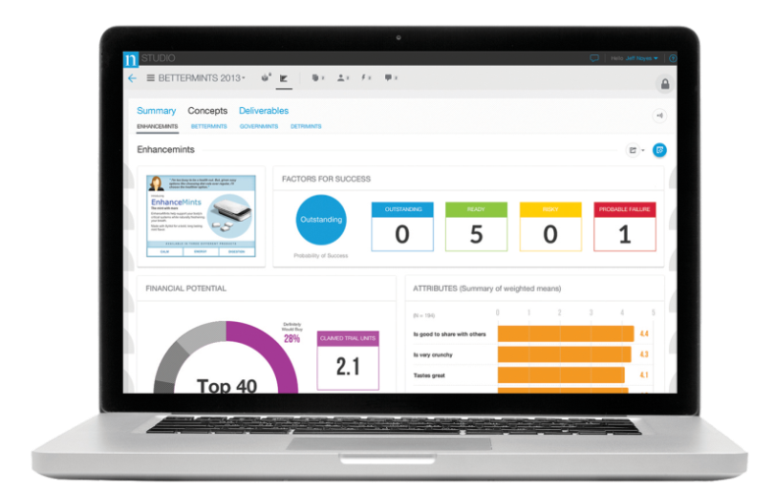 n STUDIO
Hello, Jeff Reyes
BETTERMINTS 2013
Summary Concepts Deliverables
ENHANCEMINTS BETTERMINTS GOVERNMINTS DETRIMINTS
Enhancemints
EnhanceMints
FACTORS FOR SUCCESS
Outstanding
Probability of Success
OUTSTANDING
0
READY
5
RISKY
0
PROBABLE FAILURE
1
FINANCIAL POTENTIAL
Definitely
Would Buy
28%
Top 40
CLAIMED TRIAL UNITS
2.1
ATTRIBUTES (Summary of weighted means)
0 1 2 3 4 5
Is good to share with others 4.4
Is very crunchy 4.3
Tastes great 4.1